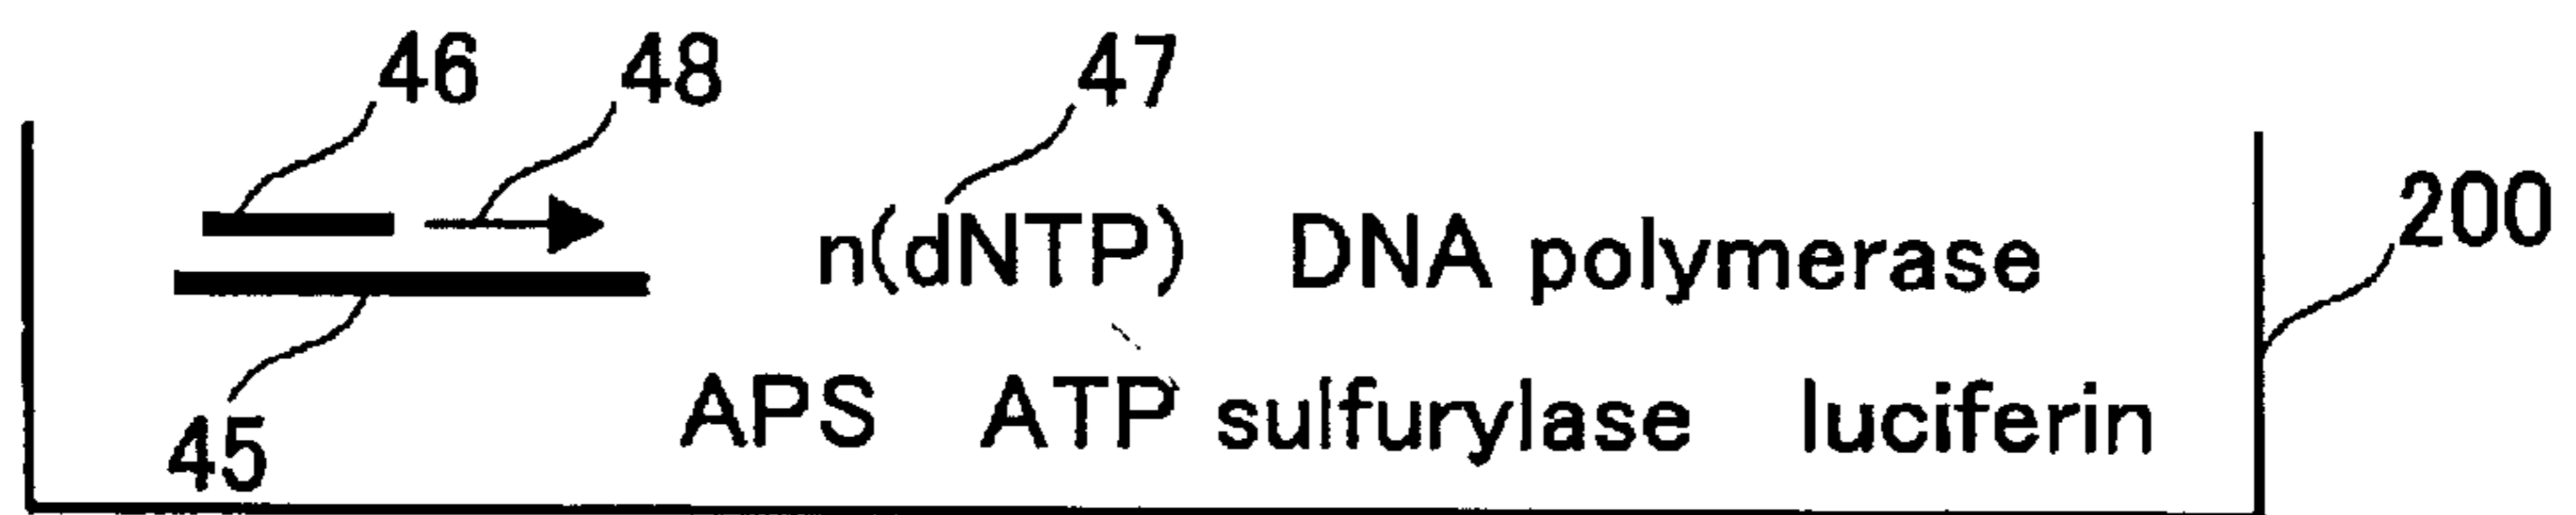 46 48 47
200
n(dNTP) DNA polymerase
APS ATP sulfurylase luciferin
45